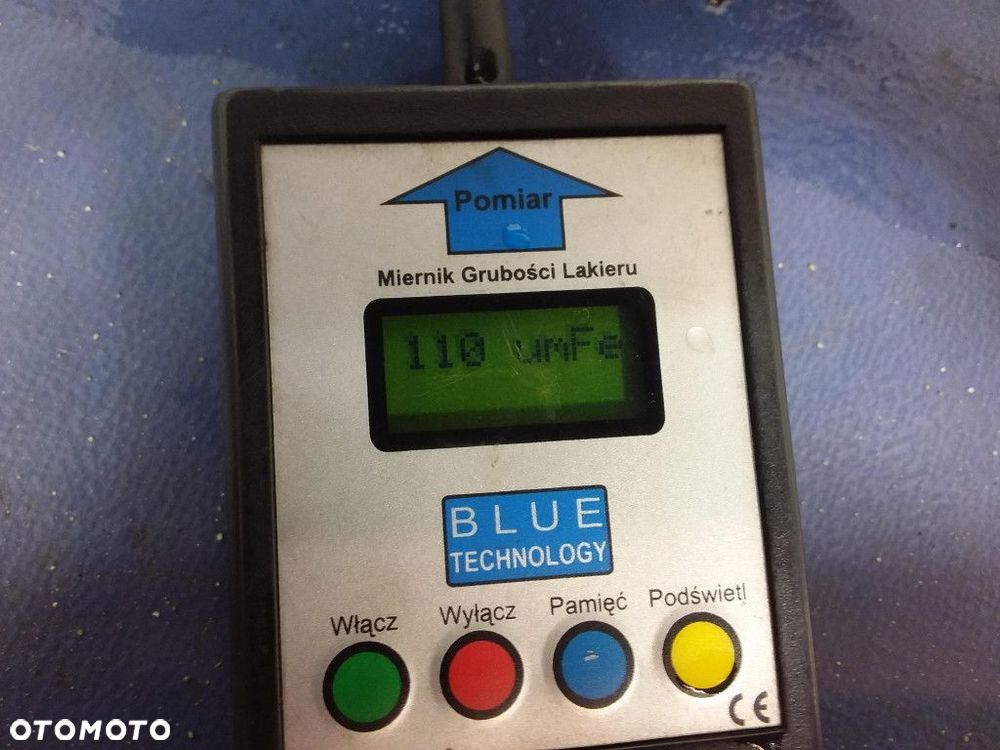 Pomiar
Miernik Grubości Lakieru
110 umFe
BLUE
TECHNOLOGY
Włącz Wyłącz Pamięć Podświetl
CE
OTOMOTO